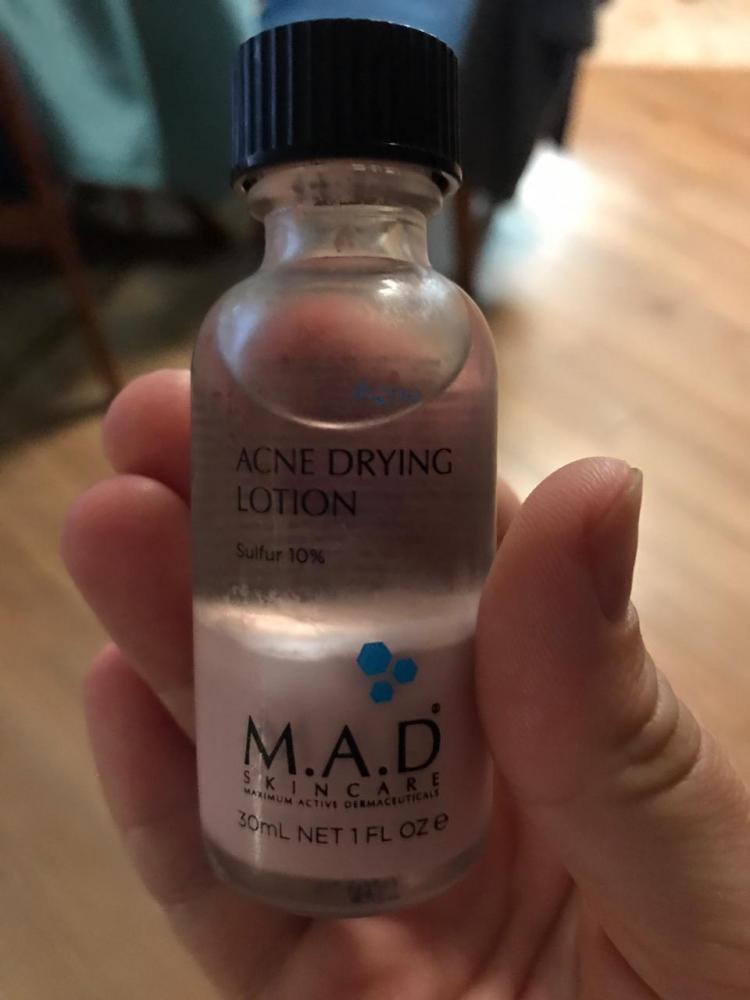 ACNE DRYING
LOTION
Sulfur 10%
M.A.D
SKINCARE
MAXIMUM ACTIVE DERMACEUTICALS
30mL NET 1 FL OZ e